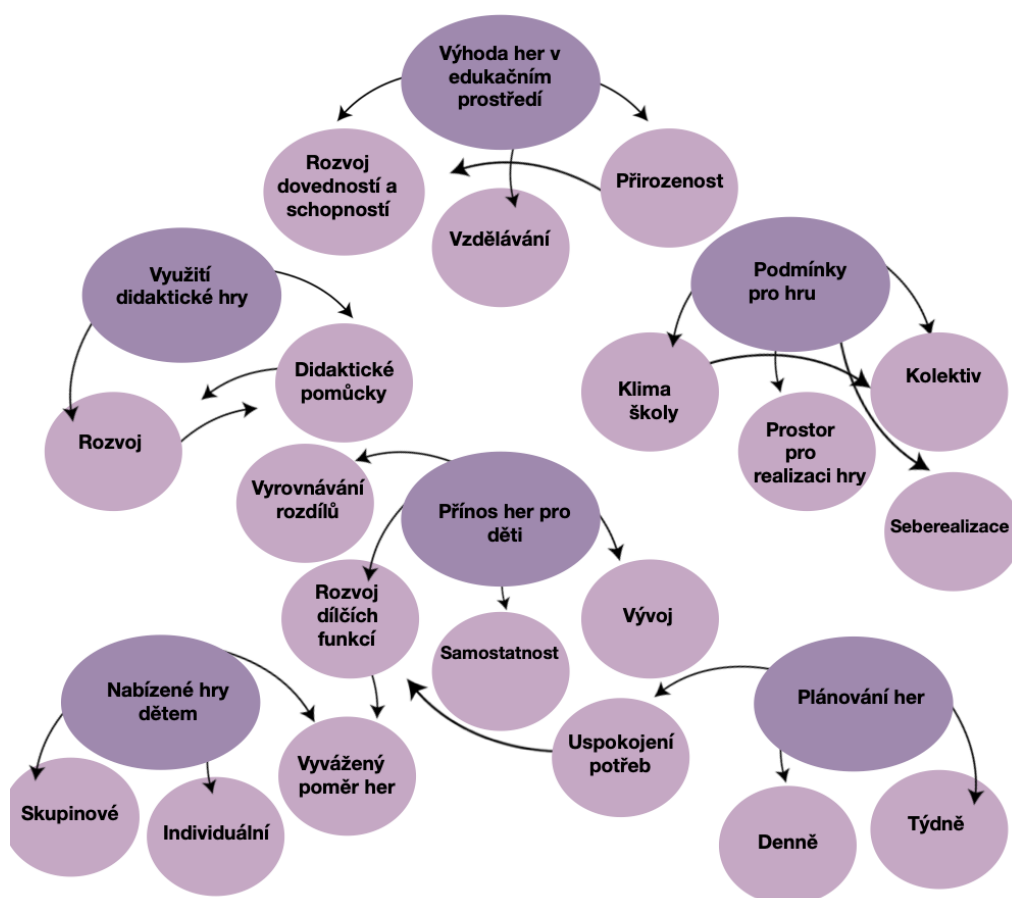 Výhoda her v
edukačním
prostředí
Rozvoj
dovedností a
schopností
Vzdělávání
Přirozenost
Využití
didaktické hry
Didaktické
pomůcky
Rozvoj
Podmínky
pro hru
Klima
školy
Prostor
pro
realizaci hry
Kolektiv
Seberealizace
Vyrovnávání
rozdílů
Přínos her pro
děti
Rozvoj
dílčích
funkcí
Samostatnost
Vývoj
Nabízené hry
dětem
Skupinové
Individuální
Vyvážený
poměr her
Uspokojení
potřeb
Plánování her
Denně
Týdně